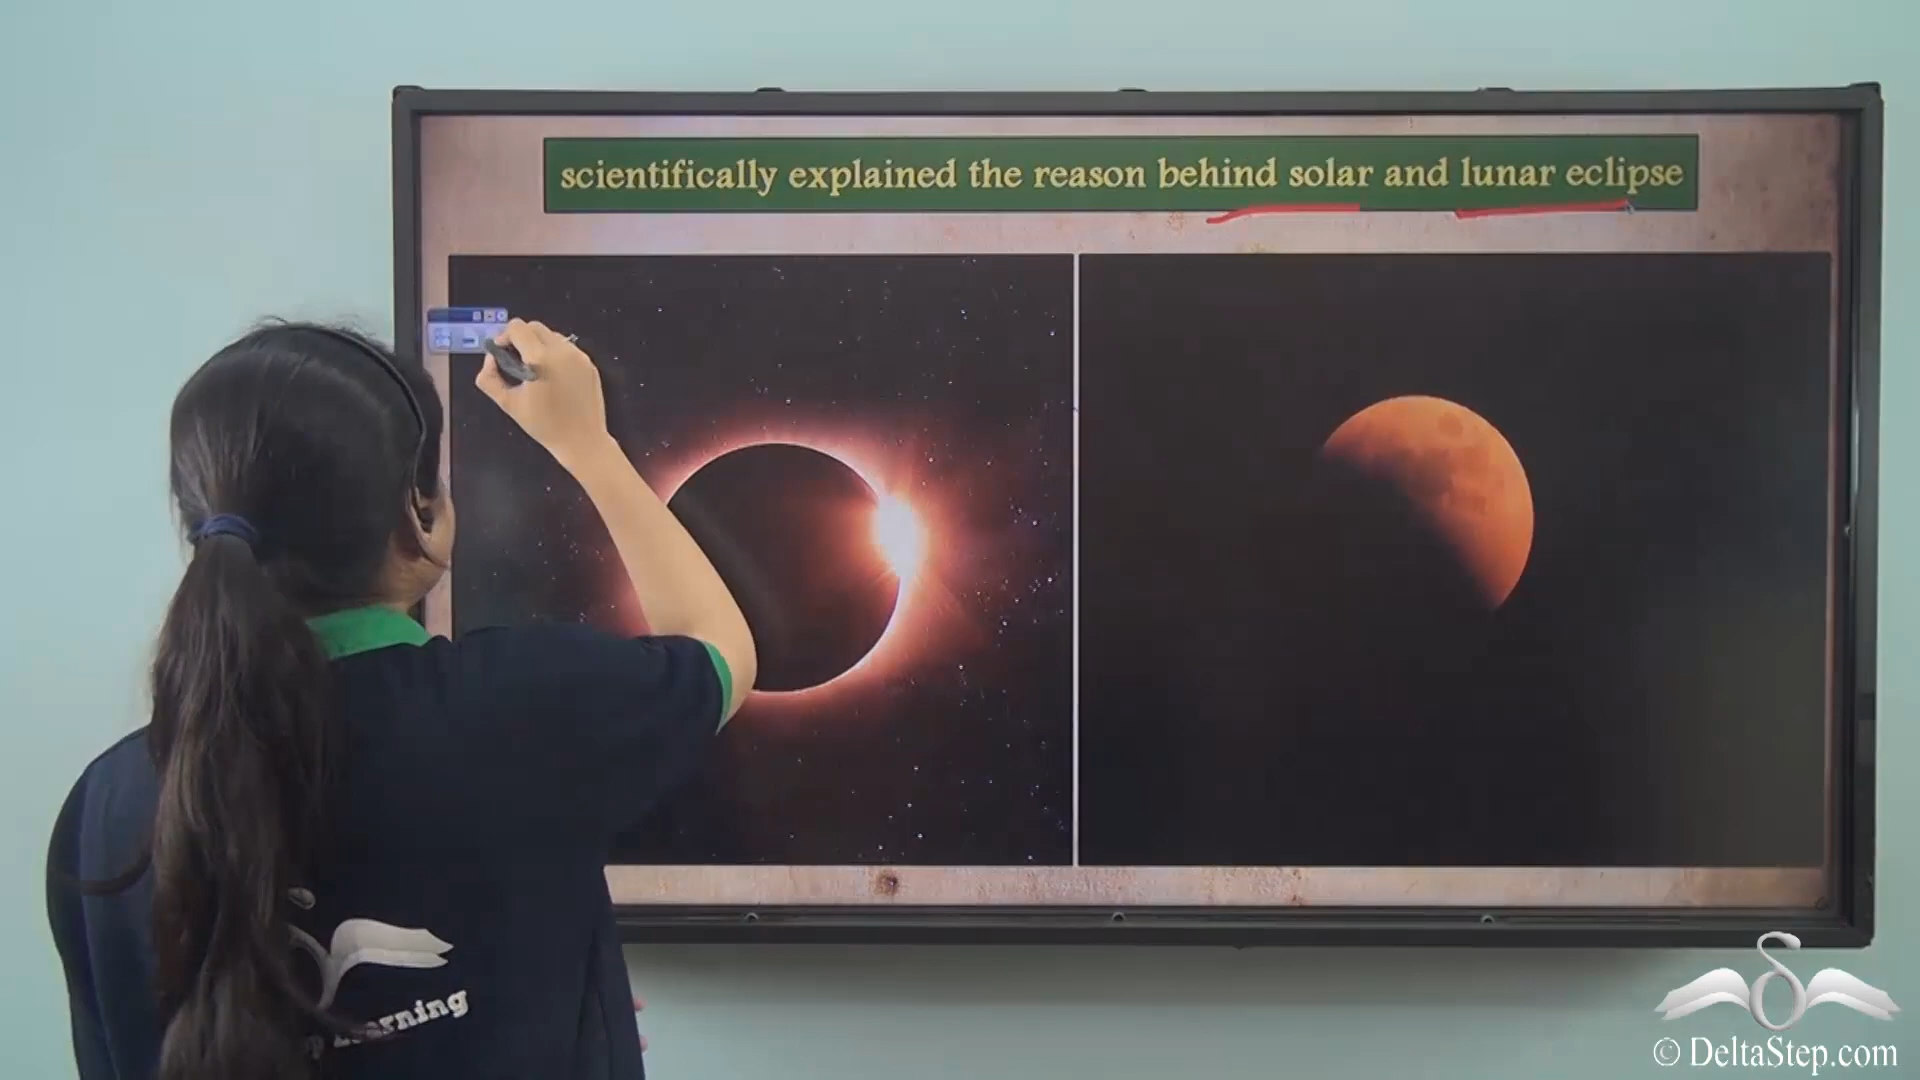 scientifically explained the reason behind solar and lunar eclipse
© DeltaStep.com